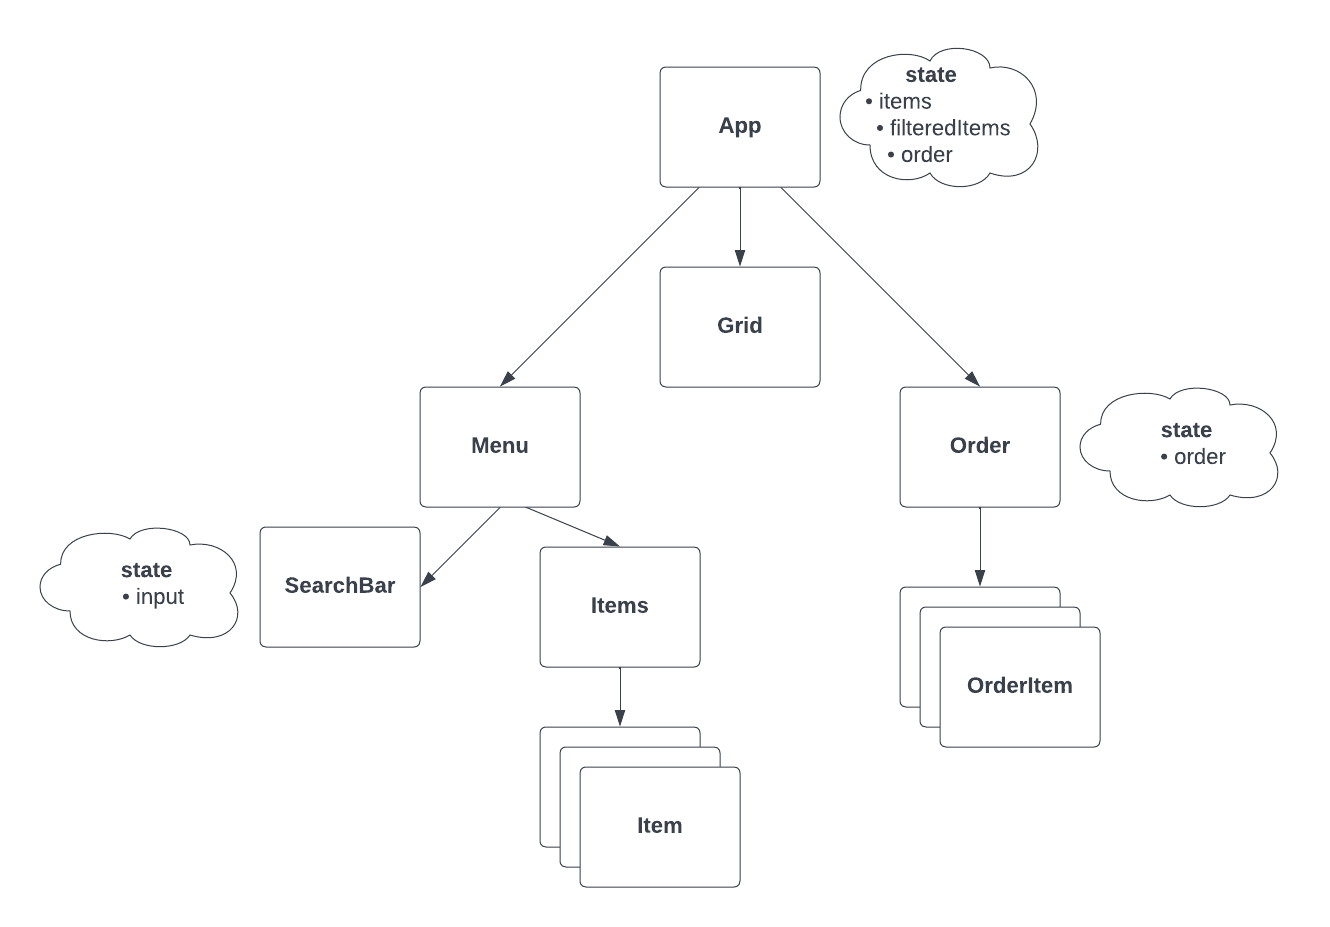 App
state
• items
• filteredItems
• order
Grid
Menu
Order
state
• order
state
• input
SearchBar
Items
OrderItem
Item